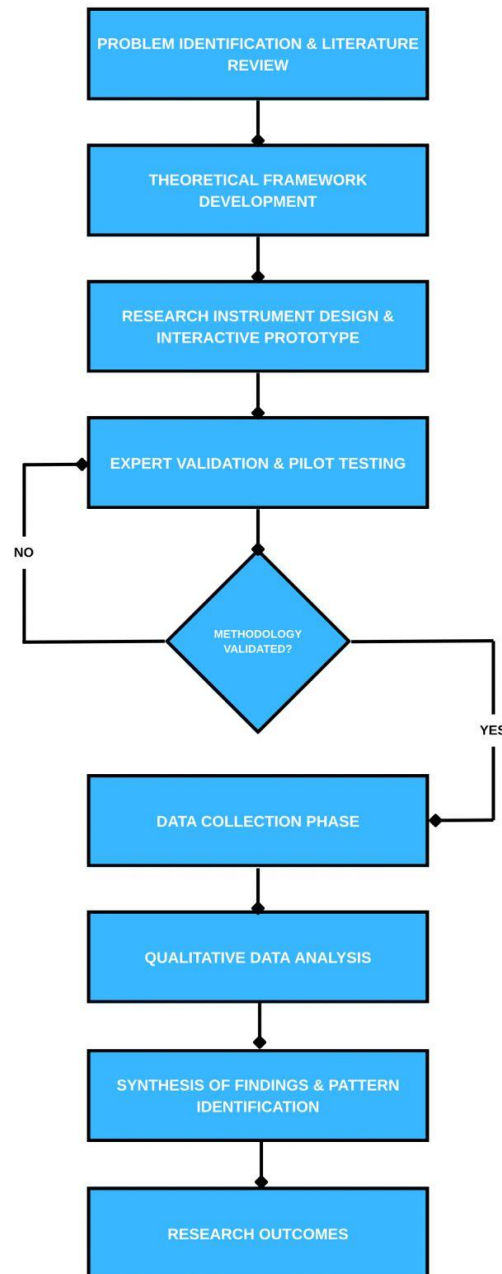 PROBLEM IDENTIFICATION & LITERATURE
REVIEW
THEORETICAL FRAMEWORK
DEVELOPMENT
RESEARCH INSTRUMENT DESIGN &
INTERACTIVE PROTOTYPE
EXPERT VALIDATION & PILOT TESTING
NO
METHODOLOGY
VALIDATED?
YES
DATA COLLECTION PHASE
QUALITATIVE DATA ANALYSIS
SYNTHESIS OF FINDINGS & PATTERN
IDENTIFICATION
RESEARCH OUTCOMES